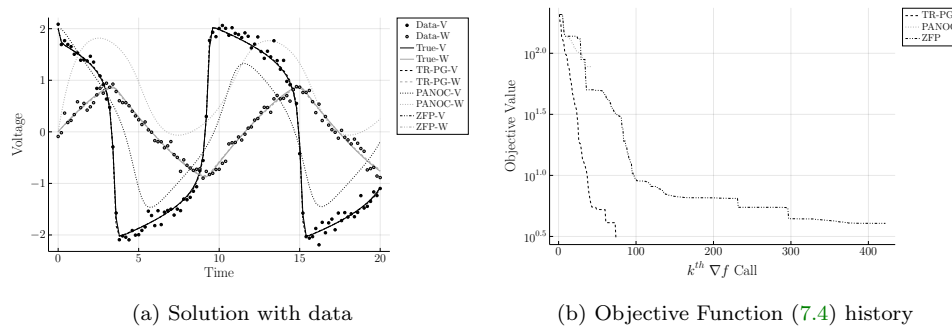 2
1
0
−1
−2
0
5
10
15
20
Voltage
Time
Data-V
Data-W
True-V
True-W
TR-PG-V
TR-PG-W
PANOC-V
PANOC-W
ZFP-V
ZFP-W
(a) Solution with data
10^2.0
10^1.5
10^1.0
10^0.5
0
100
200
300
400
Objective Value
k^th ∇f Call
TR-PG
PANOC
ZFP
(b) Objective Function (7.4) history